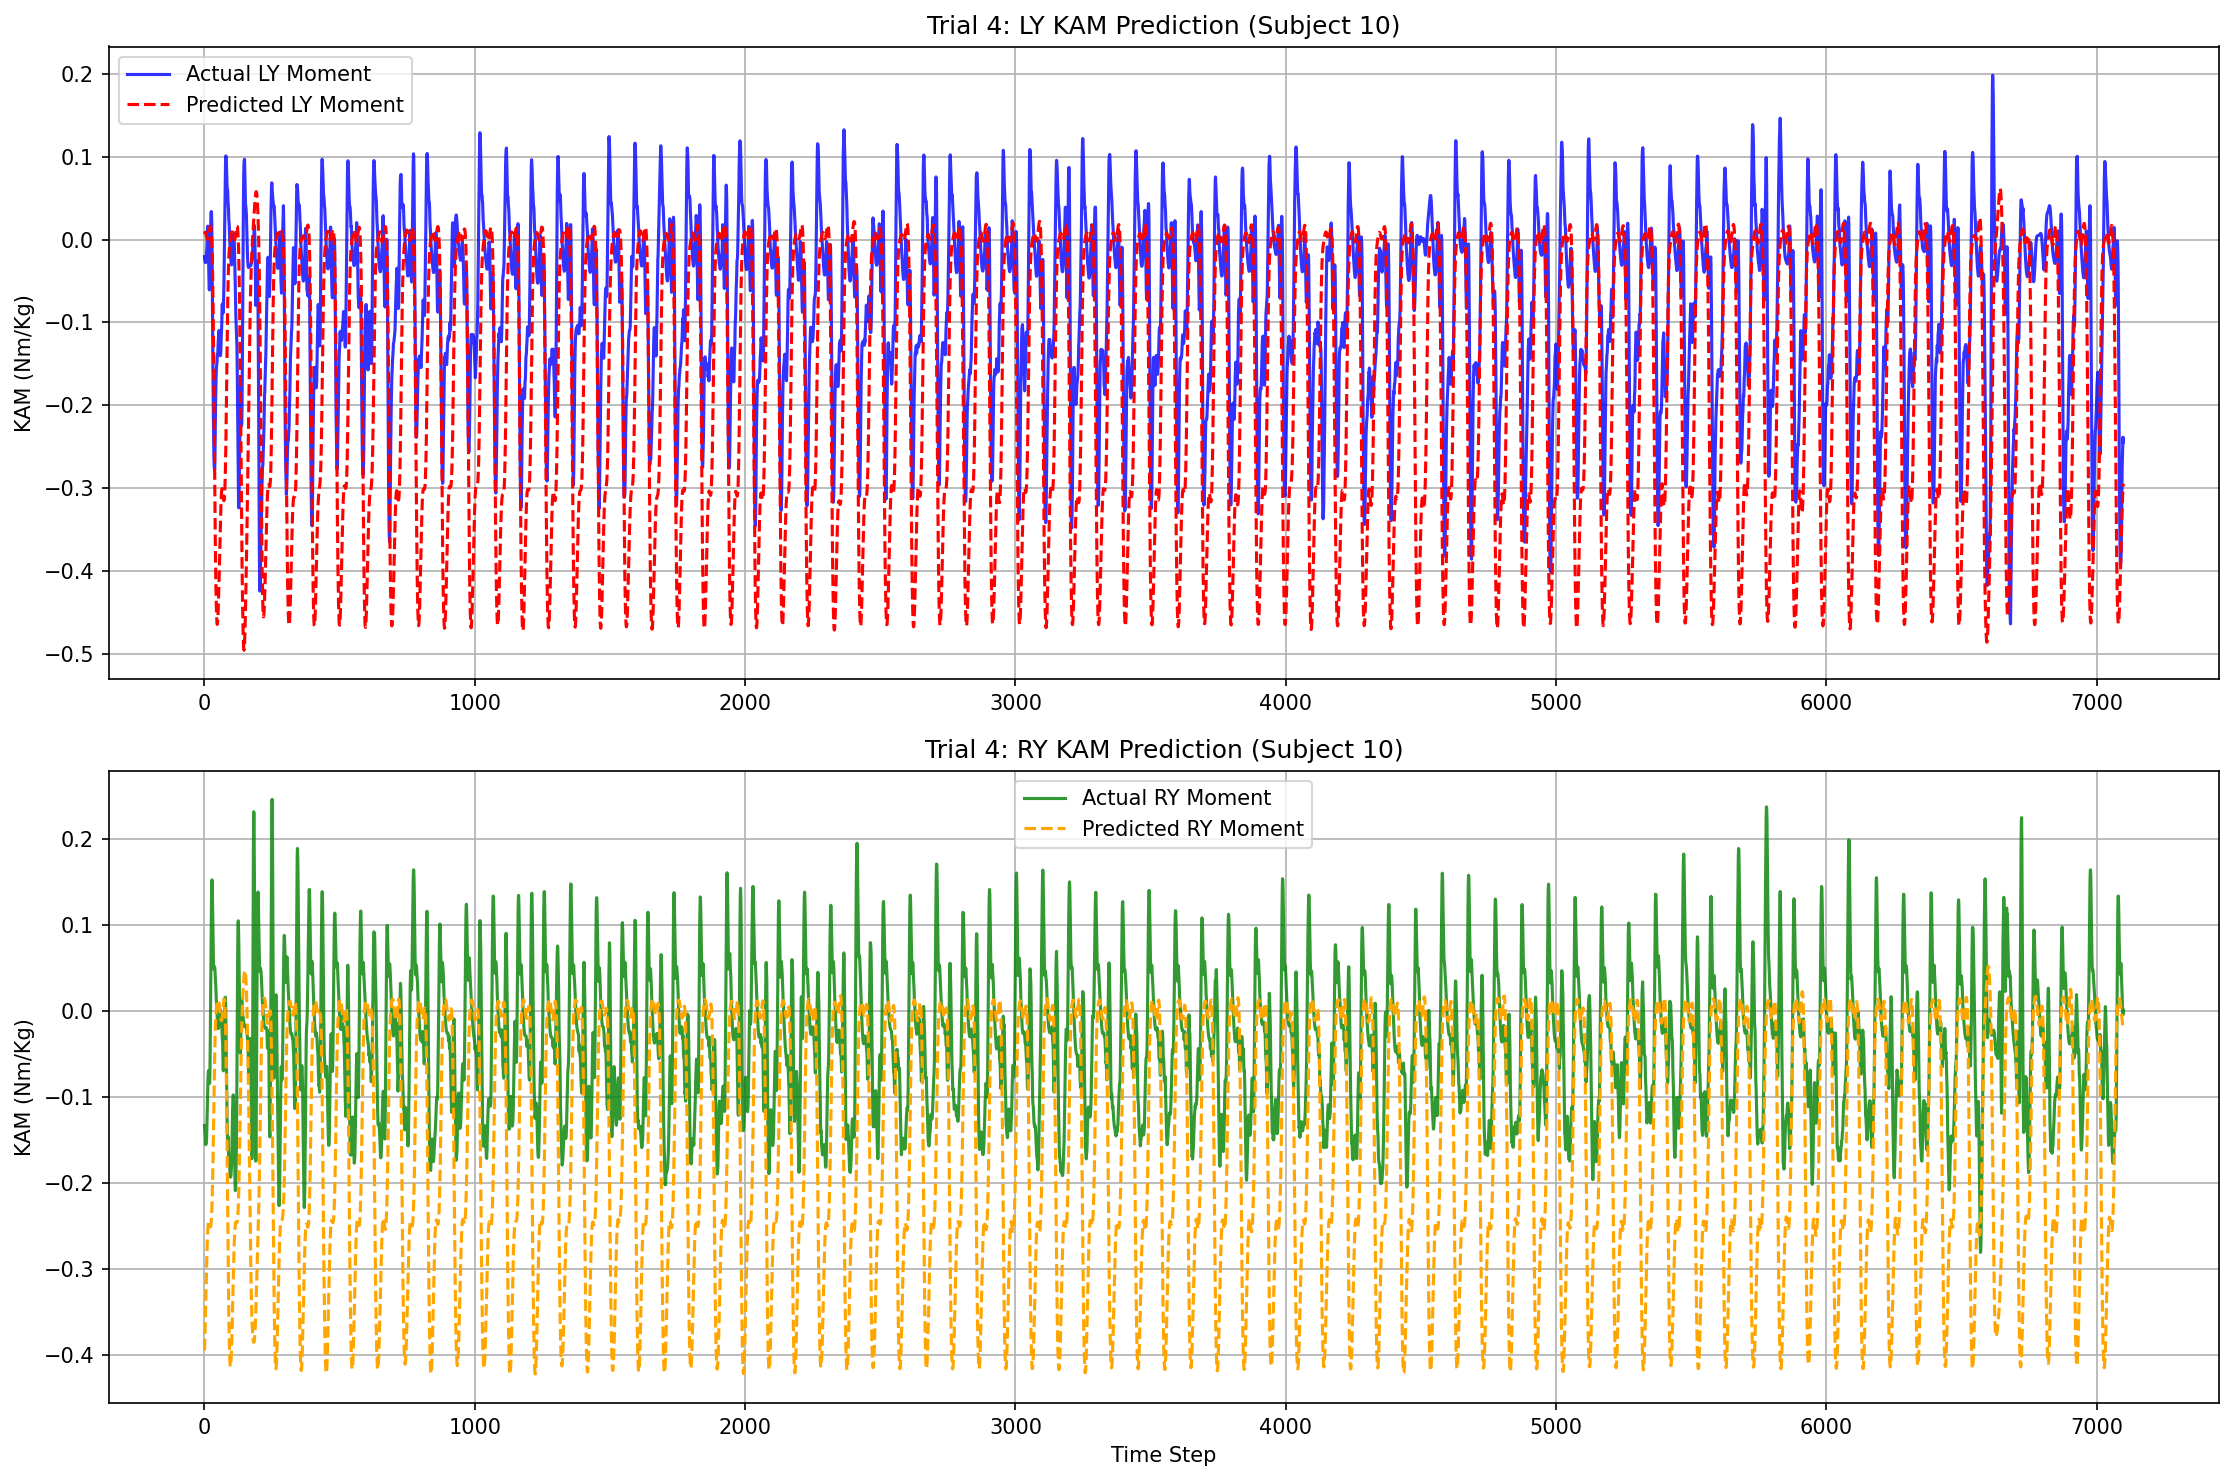 Trial 4: LY KAM Prediction (Subject 10)
Actual LY Moment
Predicted LY Moment
KAM (Nm/Kg)
0.2
0.1
0.0
−0.1
−0.2
−0.3
−0.4
−0.5
0 1000 2000 3000 4000 5000 6000 7000
Trial 4: RY KAM Prediction (Subject 10)
Actual RY Moment
Predicted RY Moment
KAM (Nm/Kg)
0.2
0.1
0.0
−0.1
−0.2
−0.3
−0.4
0 1000 2000 3000 4000 5000 6000 7000
Time Step